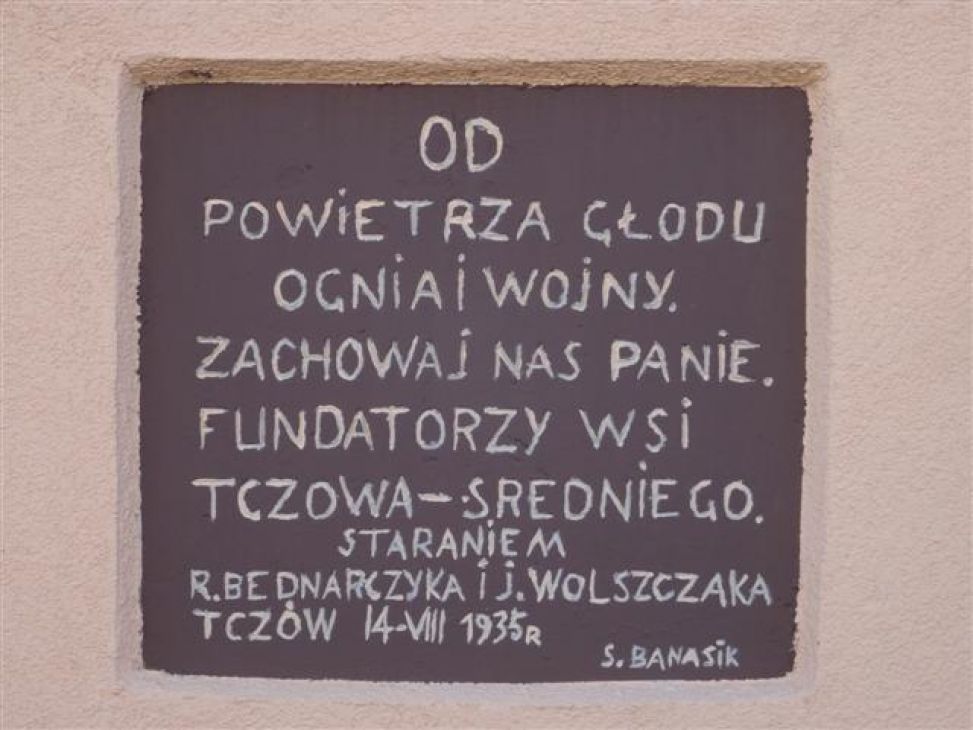 OD
POWiETRZA GŁODU
OGNiA i WOJNY.
ZACHOWAJ NAS PANiE.
FUNDATORZY WSi
TCZOWA–ŚREDNiEGO.
STARANiEM
R. BEDNARCZYKA i J. WOLSZCZAKA
TCZÓW 14-VIII 1935R
S. BANASiK